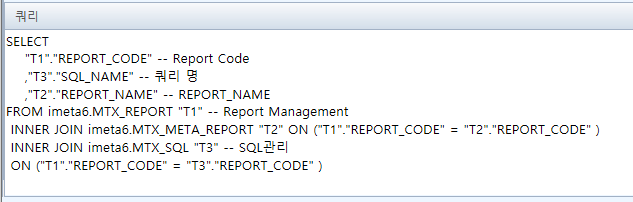 쿼리
SELECT
"T1"."REPORT_CODE" -- Report Code
,"T3"."SQL_NAME" -- 쿼리 명
,"T2"."REPORT_NAME" -- REPORT_NAME
FROM imeta6.MTX_REPORT "T1" -- Report Management
INNER JOIN imeta6.MTX_META_REPORT "T2" ON ("T1"."REPORT_CODE" = "T2"."REPORT_CODE" )
INNER JOIN imeta6.MTX_SQL "T3" -- SQL관리
ON ("T1"."REPORT_CODE" = "T3"."REPORT_CODE" )